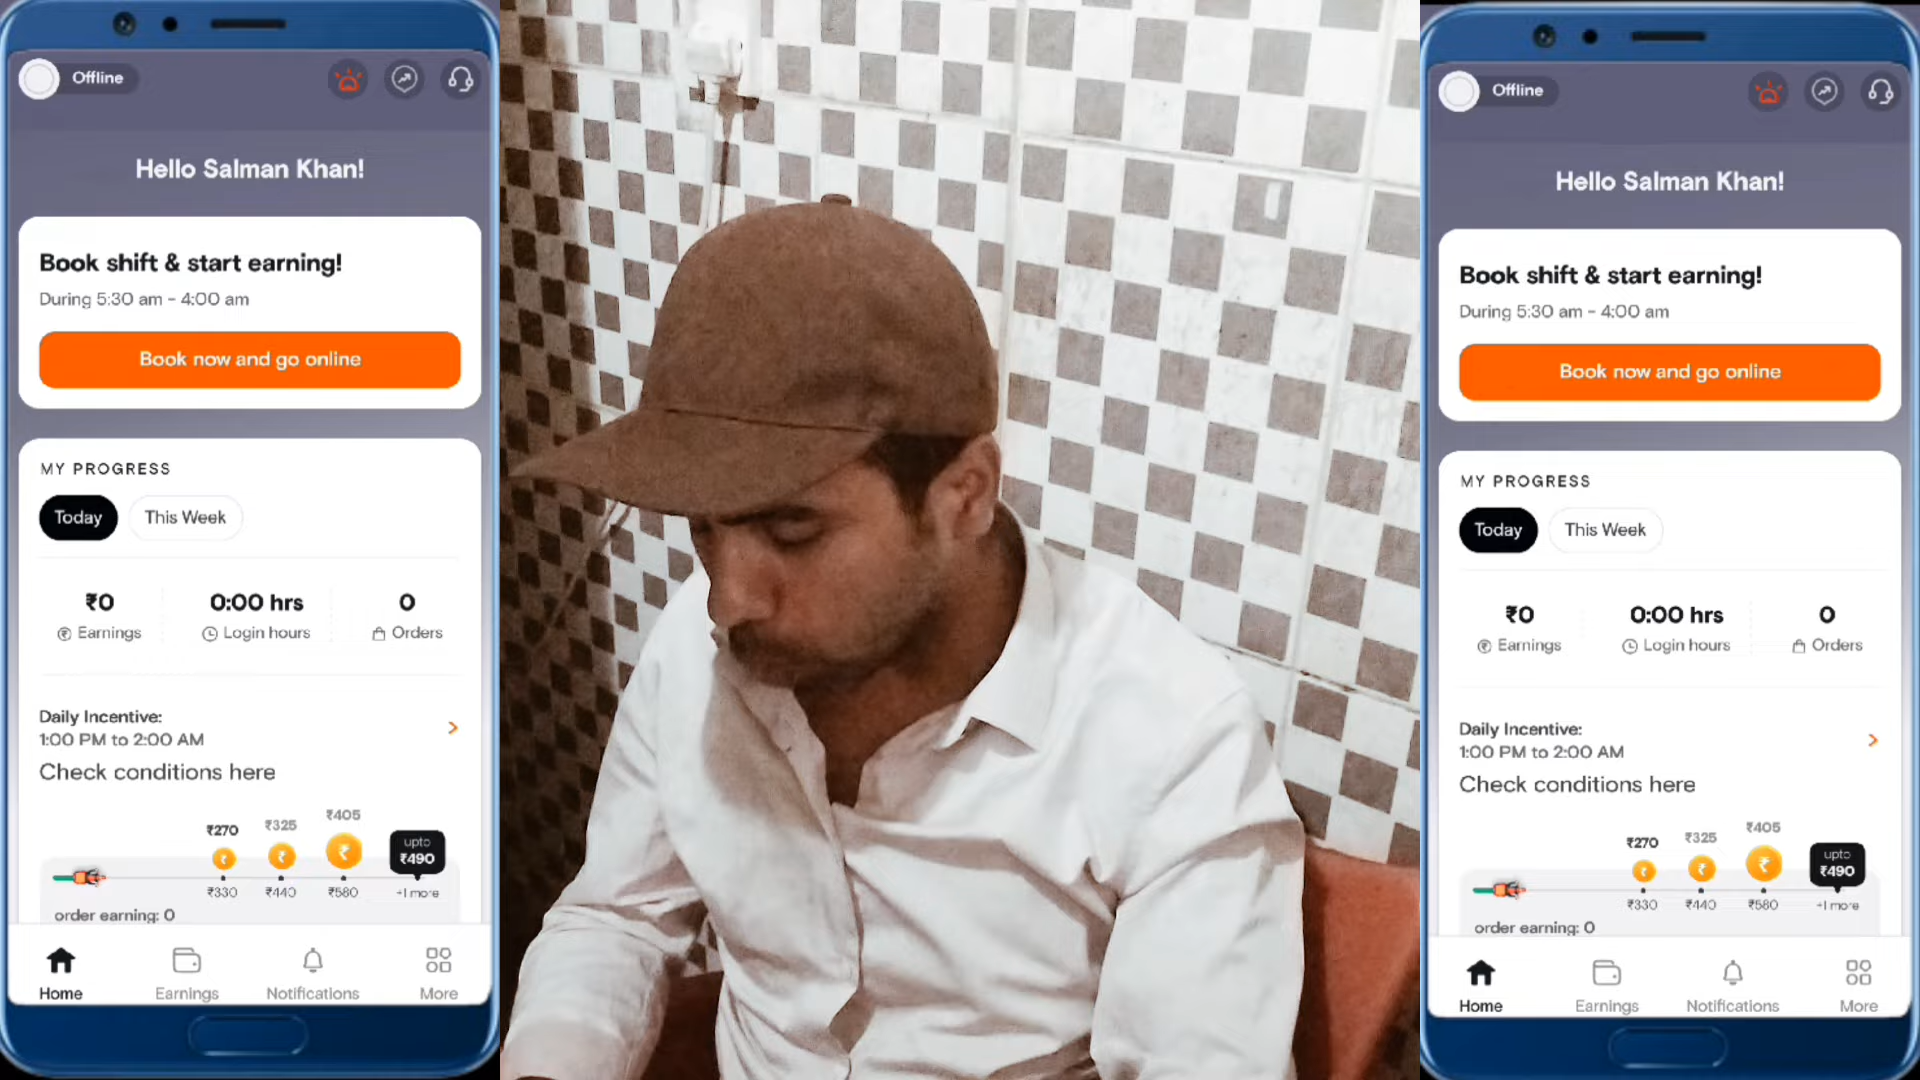 Offline
Hello Salman Khan!
Book shift & start earning!
During 5:30 am - 4:00 am
Book now and go online
MY PROGRESS
Today This Week
₹0 0:00 hrs 0
Earnings Login hours Orders
Daily Incentive:
1:00 PM to 2:00 AM
Check conditions here
₹270 ₹325 ₹405 upto ₹490
₹330 ₹440 ₹580 +1 more
order earning: 0
Home Earnings Notifications More
Offline
Hello Salman Khan!
Book shift & start earning!
During 5:30 am - 4:00 am
Book now and go online
MY PROGRESS
Today This Week
₹0 0:00 hrs 0
Earnings Login hours Orders
Daily Incentive:
1:00 PM to 2:00 AM
Check conditions here
₹270 ₹325 ₹405 upto ₹490
₹330 ₹440 ₹580 +1 more
order earning: 0
Home Earnings Notifications More